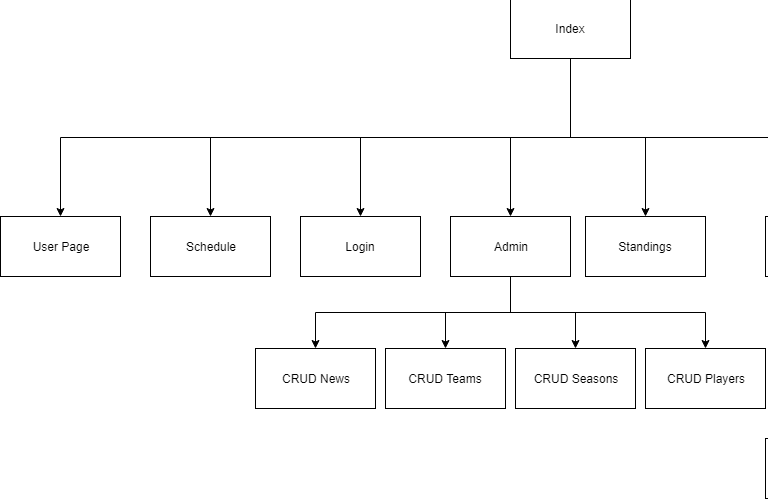 Index
User Page
Schedule
Login
Admin
Standings
CRUD News
CRUD Teams
CRUD Seasons
CRUD Players